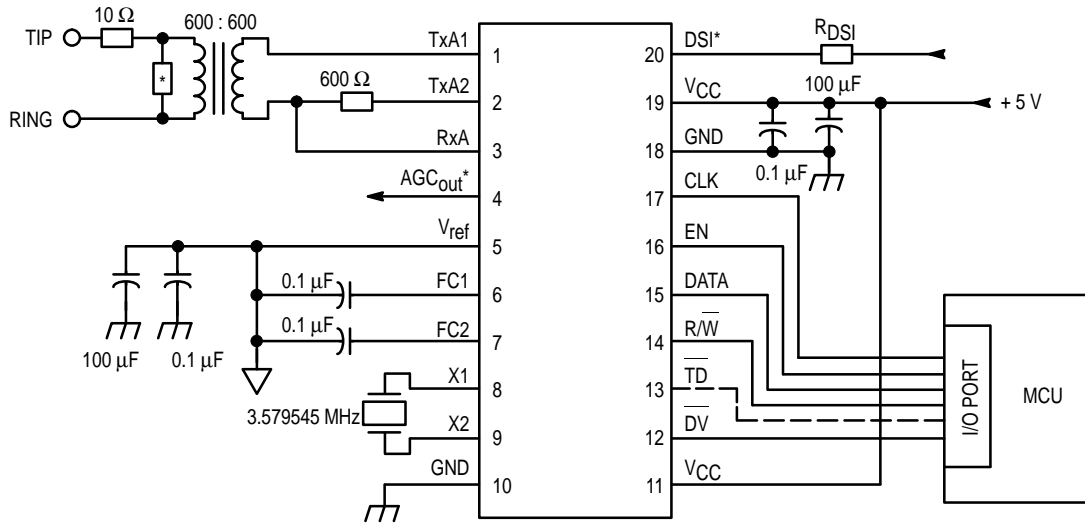 10 Ω
600 : 600
TIP
*
RING
600 Ω
TxA1
TxA2
RxA
AGCout*
Vref
FC1
FC2
X1
X2
GND
0.1 µF
0.1 µF
100 µF
0.1 µF
3.579545 MHz
1
2
3
4
5
6
7
8
9
10
20
19
18
17
16
15
14
13
12
11
DSI*
VCC
GND
CLK
EN
DATA
R/W̅
T̅D̅
D̅V̅
VCC
RDSI
100 µF
+ 5 V
0.1 µF
I/O PORT
MCU